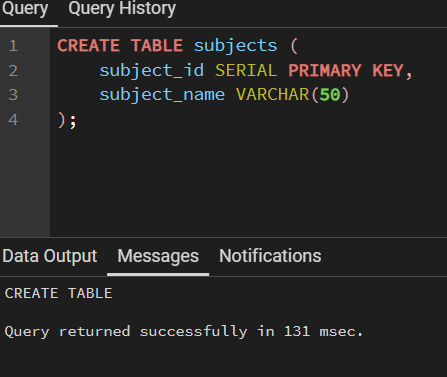 Query Query History
1 CREATE TABLE subjects (
2     subject_id SERIAL PRIMARY KEY,
3     subject_name VARCHAR(50)
4 );
Data Output Messages Notifications
CREATE TABLE
Query returned successfully in 131 msec.